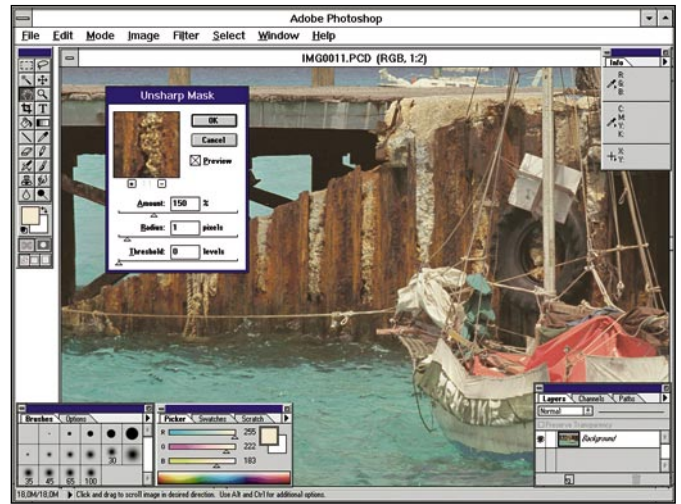 Adobe Photoshop
File Edit Mode Image Filter Select Window Help
IMG0011.PCD (RGB, 1:2)
Info
R:
G:
B:
C:
M:
Y:
K:
X:
Y:
Unsharp Mask
OK
Cancel
Preview
Amount: 150 %
Radius: 1 pixels
Threshold: 0 levels
Brushes Options
30
35 45 65 100
Picker Swatches Scratch
R 255
G 222
B 183
Layers Channels Paths
Normal
Preserve Transparency
Background
18,0M/18,0M Click and drag to scroll image in desired direction. Use Alt and Ctrl for additional options.